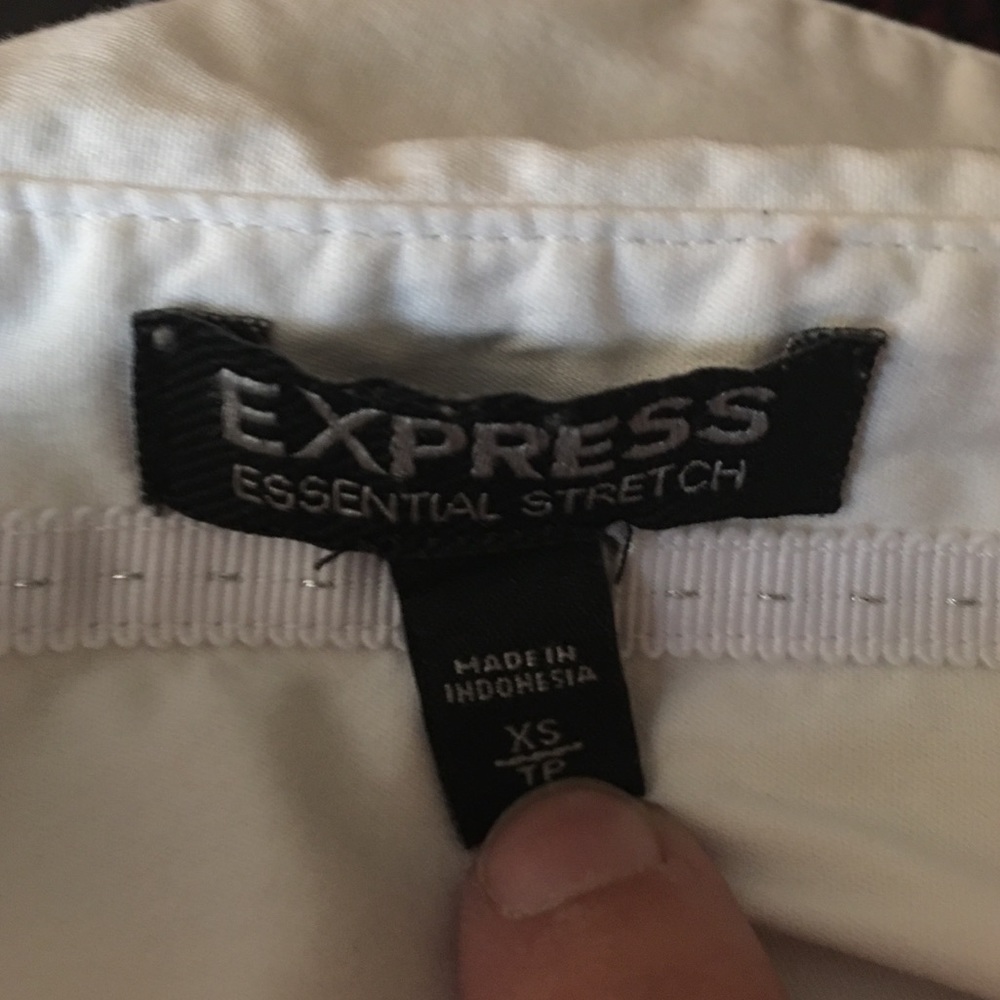 EXPRESS
ESSENTIAL STRETCH
MADE IN
INDONESIA
XS
TP